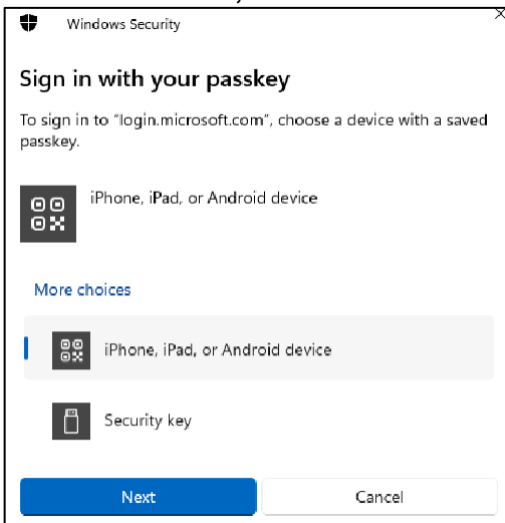 Windows Security
Sign in with your passkey
To sign in to "login.microsoft.com", choose a device with a saved
passkey.
iPhone, iPad, or Android device
More choices
iPhone, iPad, or Android device
Security key
Next
Cancel